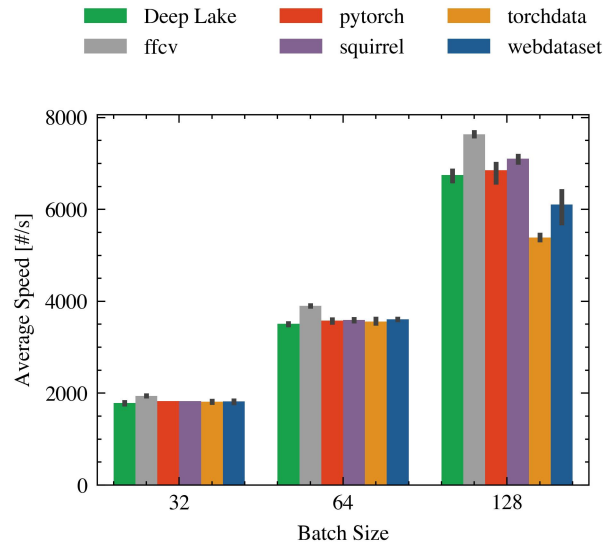 Deep Lake pytorch torchdata
ffcv squirrel webdataset
8000
6000
4000
2000
0
Average Speed [#/s]
32 64 128
Batch Size